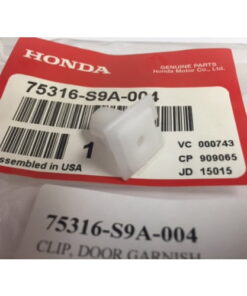 HONDA
GENUINE PARTS
Honda Motor Co., Ltd.
75316-S9A-004
1
VC 000743
CP 909065
JD 15015
Assembled in USA
75316-S9A-004
CLIP, DOOR GARNISH